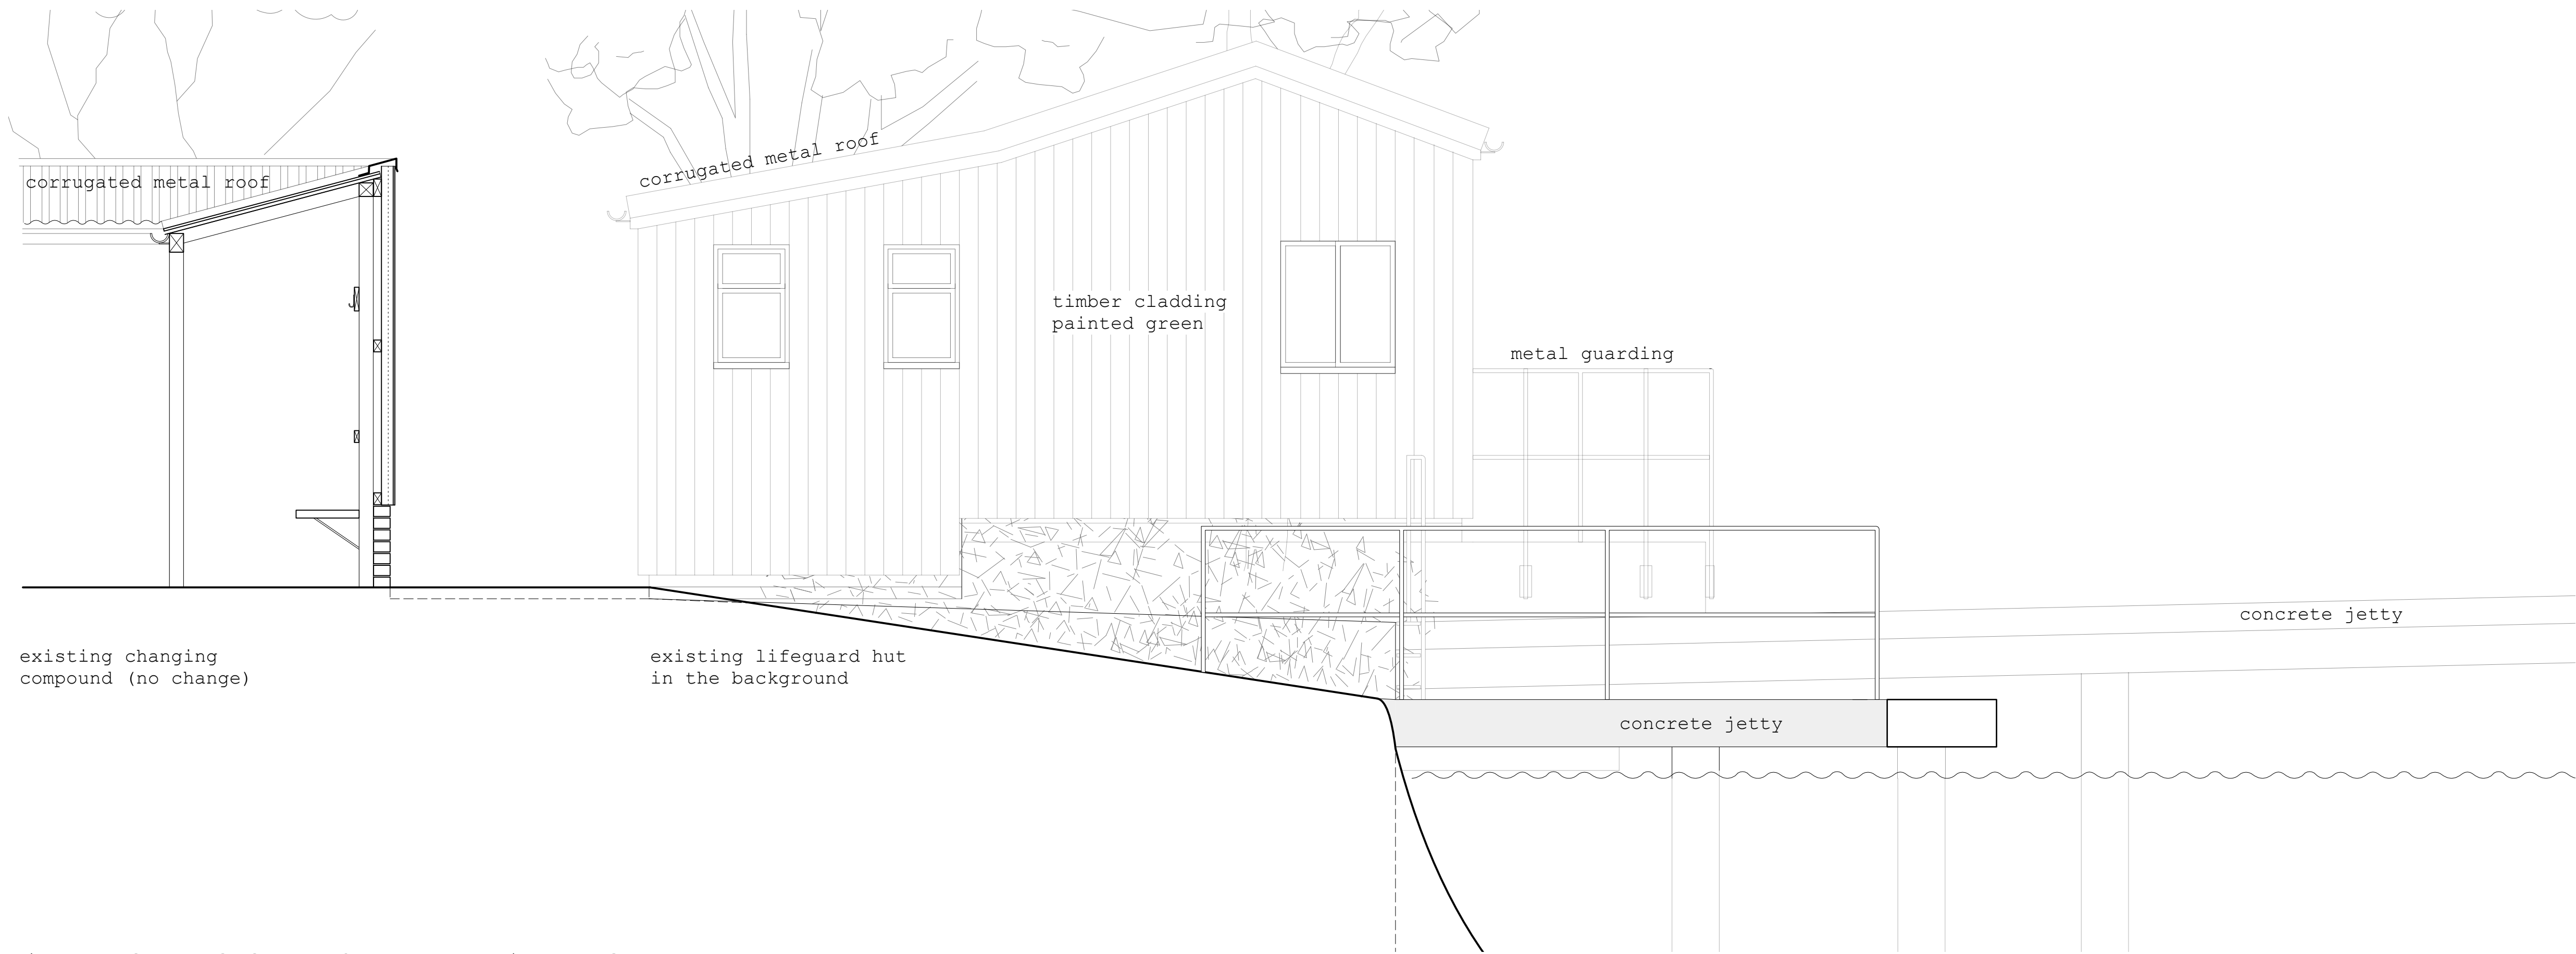 corrugated metal roof
corrugated metal roof
timber cladding
painted green
metal guarding
concrete jetty
existing changing
compound (no change)
existing lifeguard hut
in the background
concrete jetty